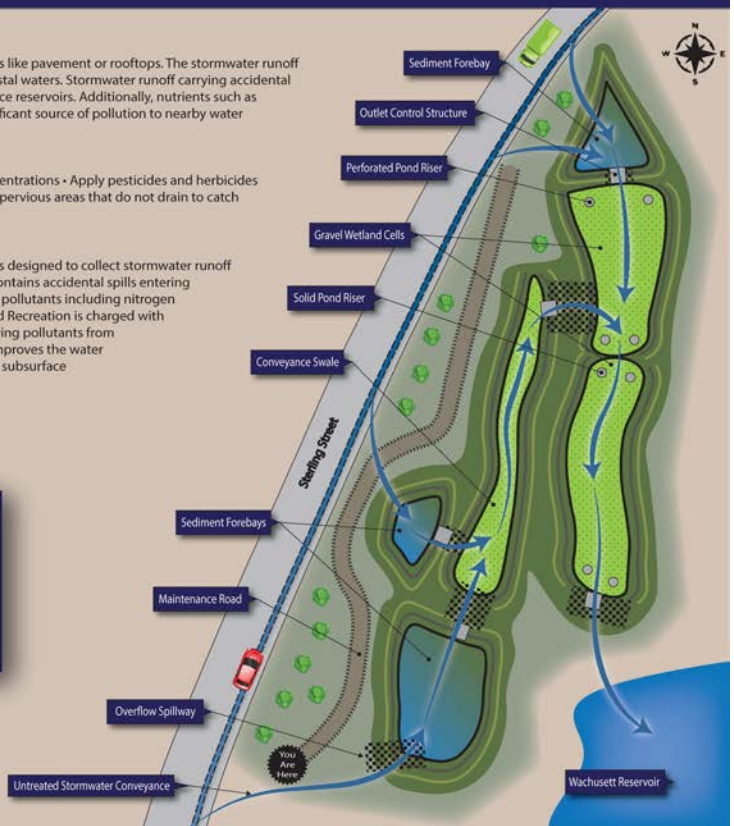 s like pavement or rooftops. The stormwater runoff
stal waters. Stormwater runoff carrying accidental
ce reservoirs. Additionally, nutrients such as
ficant source of pollution to nearby water
entrations • Apply pesticides and herbicides
pervious areas that do not drain to catch
s designed to collect stormwater runoff
ontains accidental spills entering
pollutants including nitrogen
d Recreation is charged with
ing pollutants from
mproves the water
subsurface
N
W E
S
Sediment Forebay
Outlet Control Structure
Perforated Pond Riser
Gravel Wetland Cells
Solid Pond Riser
Conveyance Swale
Sterling Street
Sediment Forebays
Maintenance Road
Overflow Spillway
You
Are
Here
Untreated Stormwater Conveyance
Wachusett Reservoir